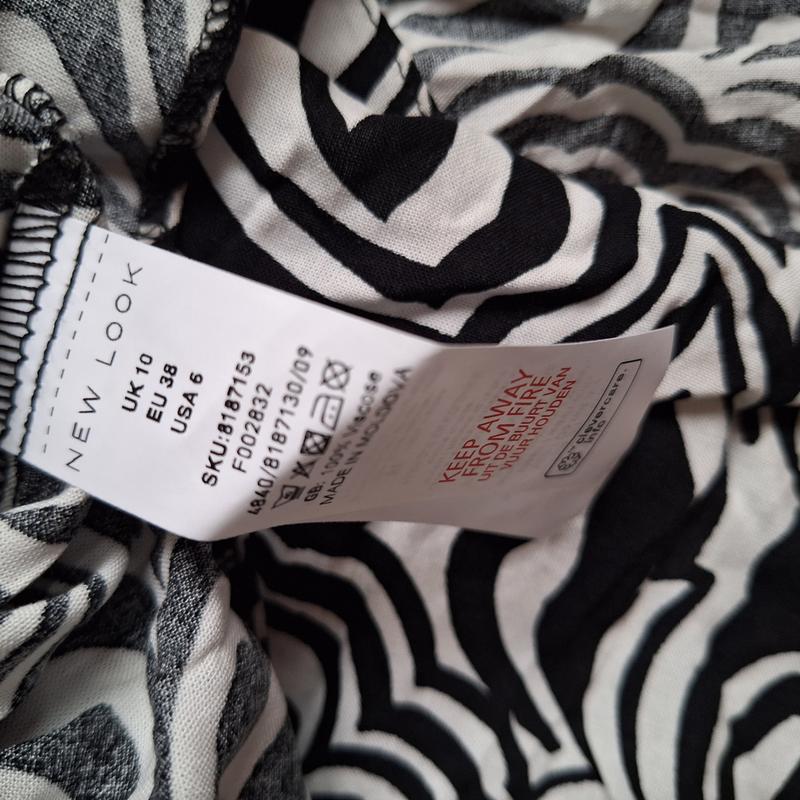 NEW LOOK
UK 10
EU 38
USA 6
SKU:8187153
F002832
4840/8187130/09
GB: 100% Viscose
MADE IN MOLDOVA
KEEP AWAY
FROM FIRE
UIT DE BUURT VAN
VUUR HOUDEN
clevercare.
info